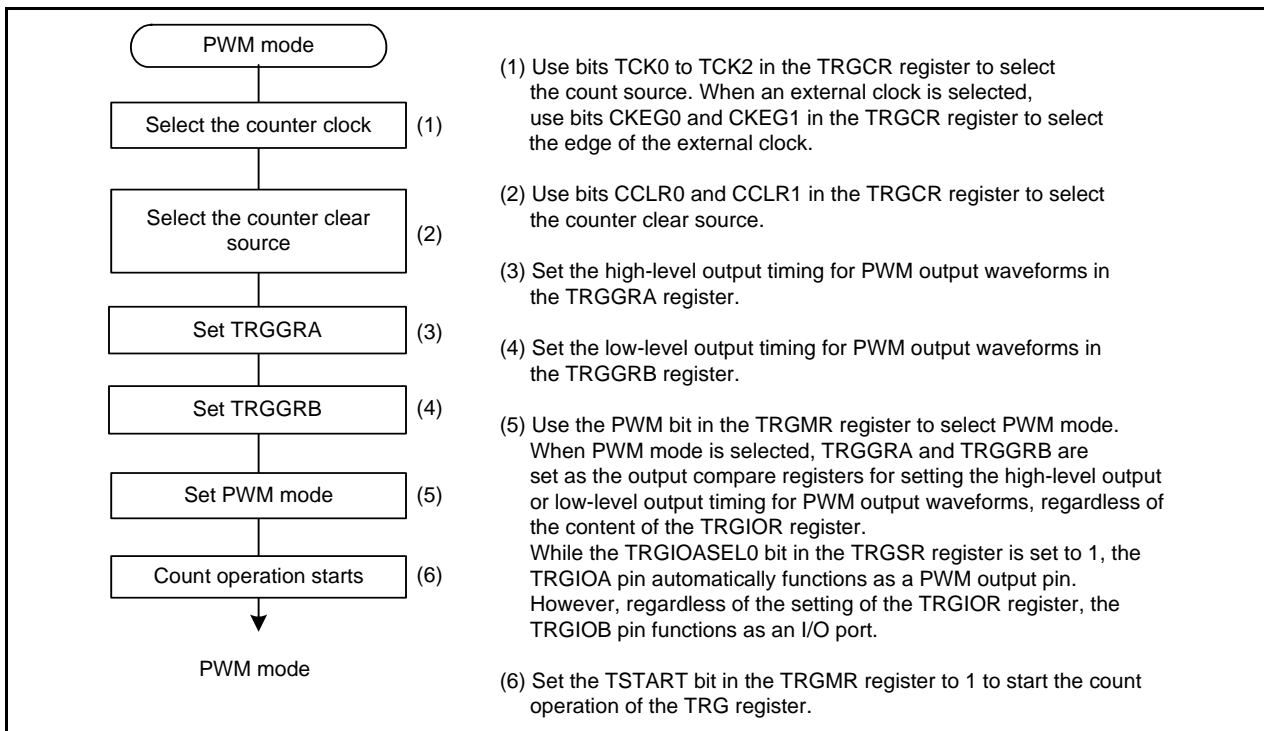 PWM mode
Select the counter clock
(1)
Select the counter clear
source
(2)
Set TRGGRA
(3)
Set TRGGRB
(4)
Set PWM mode
(5)
Count operation starts
(6)
PWM mode
(1) Use bits TCK0 to TCK2 in the TRGCR register to select
the count source. When an external clock is selected,
use bits CKEG0 and CKEG1 in the TRGCR register to select
the edge of the external clock.
(2) Use bits CCLR0 and CCLR1 in the TRGCR register to select
the counter clear source.
(3) Set the high-level output timing for PWM output waveforms in
the TRGGRA register.
(4) Set the low-level output timing for PWM output waveforms in
the TRGGRB register.
(5) Use the PWM bit in the TRGMR register to select PWM mode.
When PWM mode is selected, TRGGRA and TRGGRB are
set as the output compare registers for setting the high-level output
or low-level output timing for PWM output waveforms, regardless of
the content of the TRGIOR register.
While the TRGIOASEL0 bit in the TRGSR register is set to 1, the
TRGIOA pin automatically functions as a PWM output pin.
However, regardless of the setting of the TRGIOR register, the
TRGIOB pin functions as an I/O port.
(6) Set the TSTART bit in the TRGMR register to 1 to start the count
operation of the TRG register.